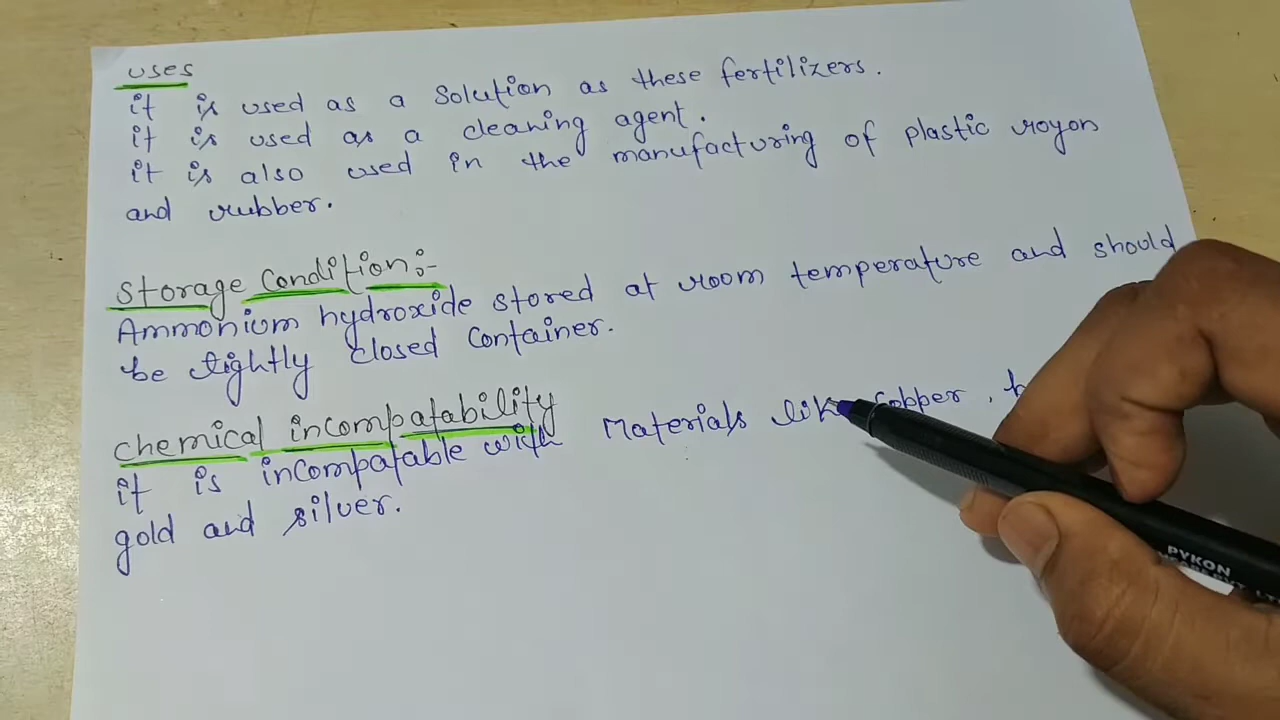 uses
it is used as a solution as these fertilizers.
it is used as a cleaning agent.
it is also used in the manufacturing of plastic royon
and rubber.
Storage Condition:-
Ammonium hydroxide stored at room temperature and should
be tightly closed container.
chemical incompatability
it is incompatable with materials like copper,
gold and silver.
PYKON